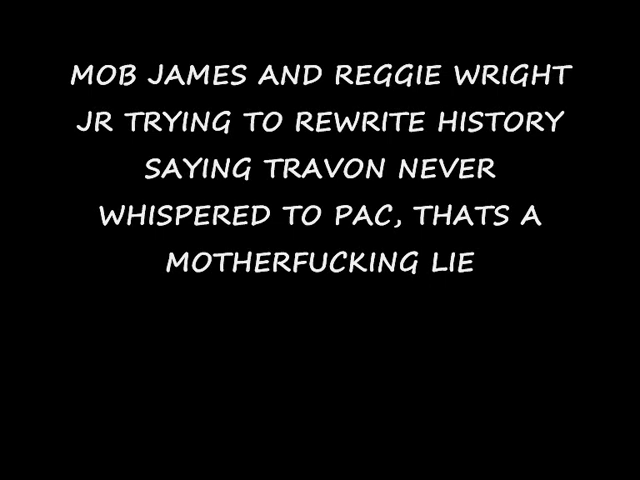 MOB JAMES AND REGGIE WRIGHT
JR TRYING TO REWRITE HISTORY
SAYING TRAVON NEVER
WHISPERED TO PAC, THATS A
MOTHERFUCKING LIE